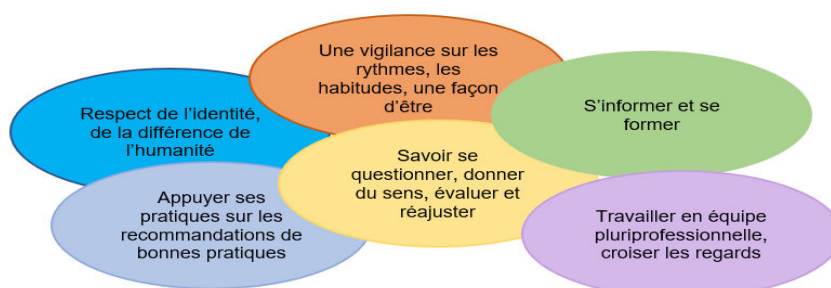 Une vigilance sur les
rythmes, les
habitudes, une façon
d'être
Respect de l'identité,
de la différence de
l'humanité
S'informer et se
former
Savoir se
questionner, donner
du sens, évaluer et
réajuster
Appuyer ses
pratiques sur les
recommandations de
bonnes pratiques
Travailler en équipe
pluriprofessionnelle,
croiser les regards